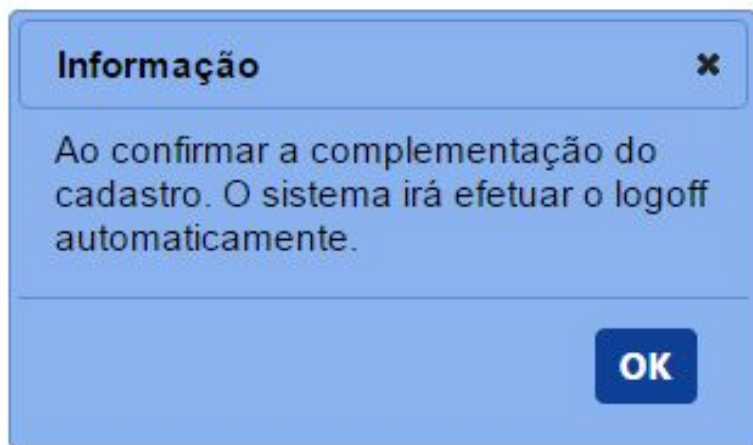 Informação
Ao confirmar a complementação do
cadastro. O sistema irá efetuar o logoff
automaticamente.
OK